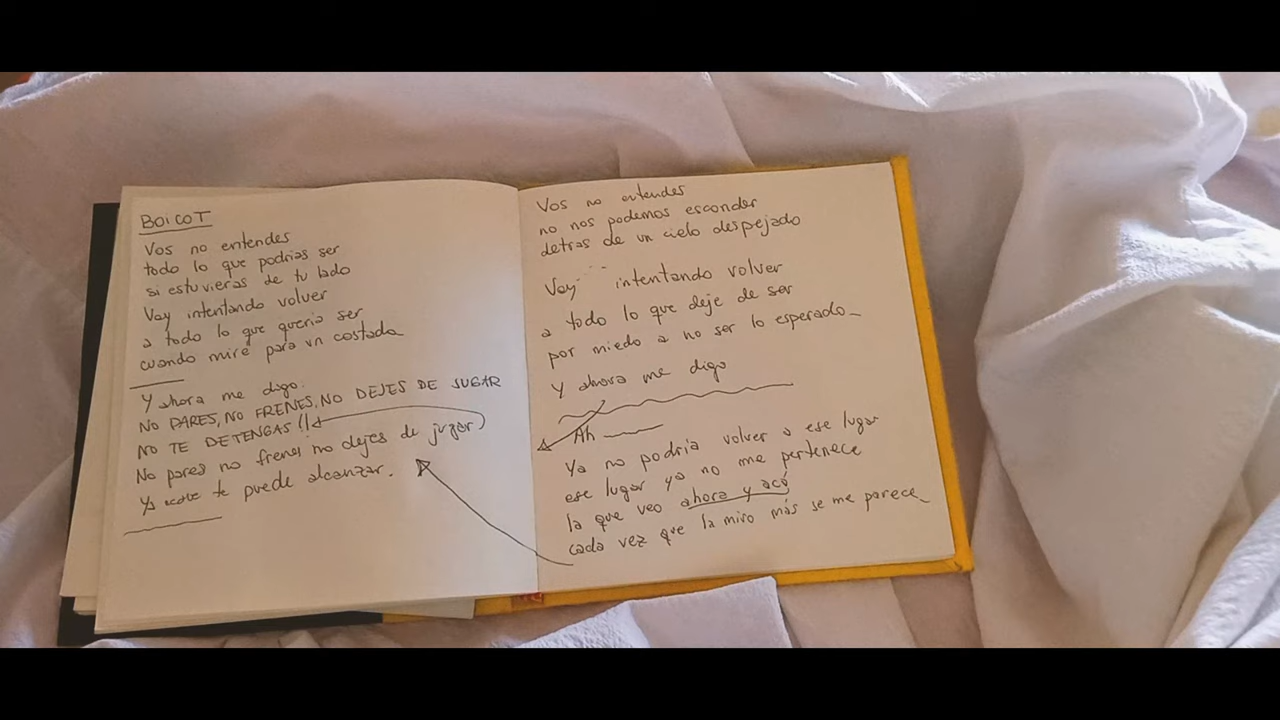 BOICOT
Vos no entendes
todo lo que podrias ser
si estuvieras de tu lado
Voy intentando volver
a todo lo que queria ser
cuando mire para un costado
Y ahora me digo:
NO PARES, NO FRENES, NO DEJES DE JUGAR
NO TE DETENGAS
No pares no frenes no dejes de juzar)
Ya te puede alcanzar.
Vos no entendes
no nos podemos esconder
detras de un cielo despejado
Voy intentando volver
a todo lo que deje de ser
por miedo a no ser lo esperado
Y ahora me digo
Ah
Ya no podria volver a ese lugar
ese lugar ya no me pertenece
la que veo ahora y acá
cada vez que la miro más se me parece